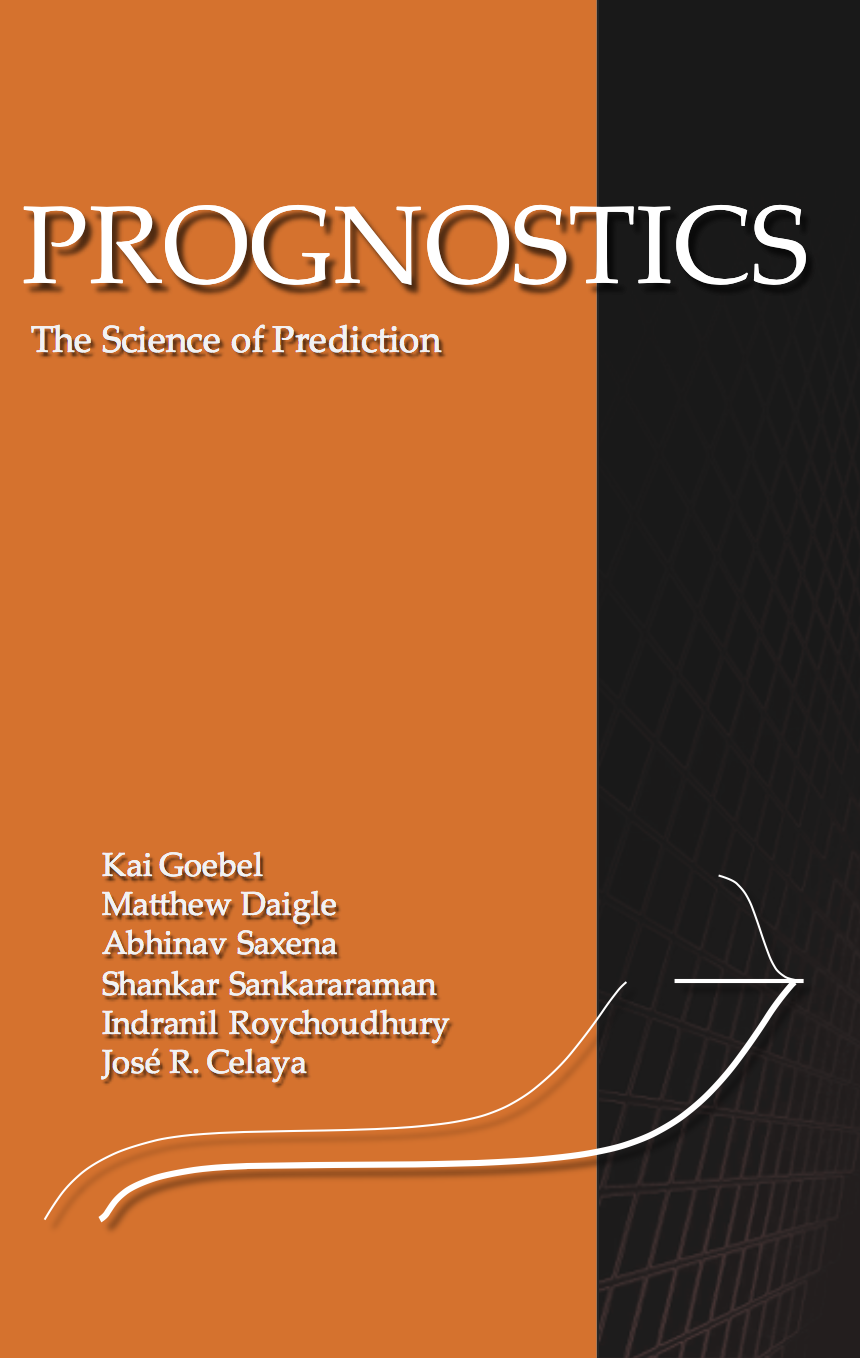 PROGNOSTICS
The Science of Prediction
Kai Goebel
Matthew Daigle
Abhinav Saxena
Shankar Sankararaman
Indranil Roychoudhury
José R. Celaya